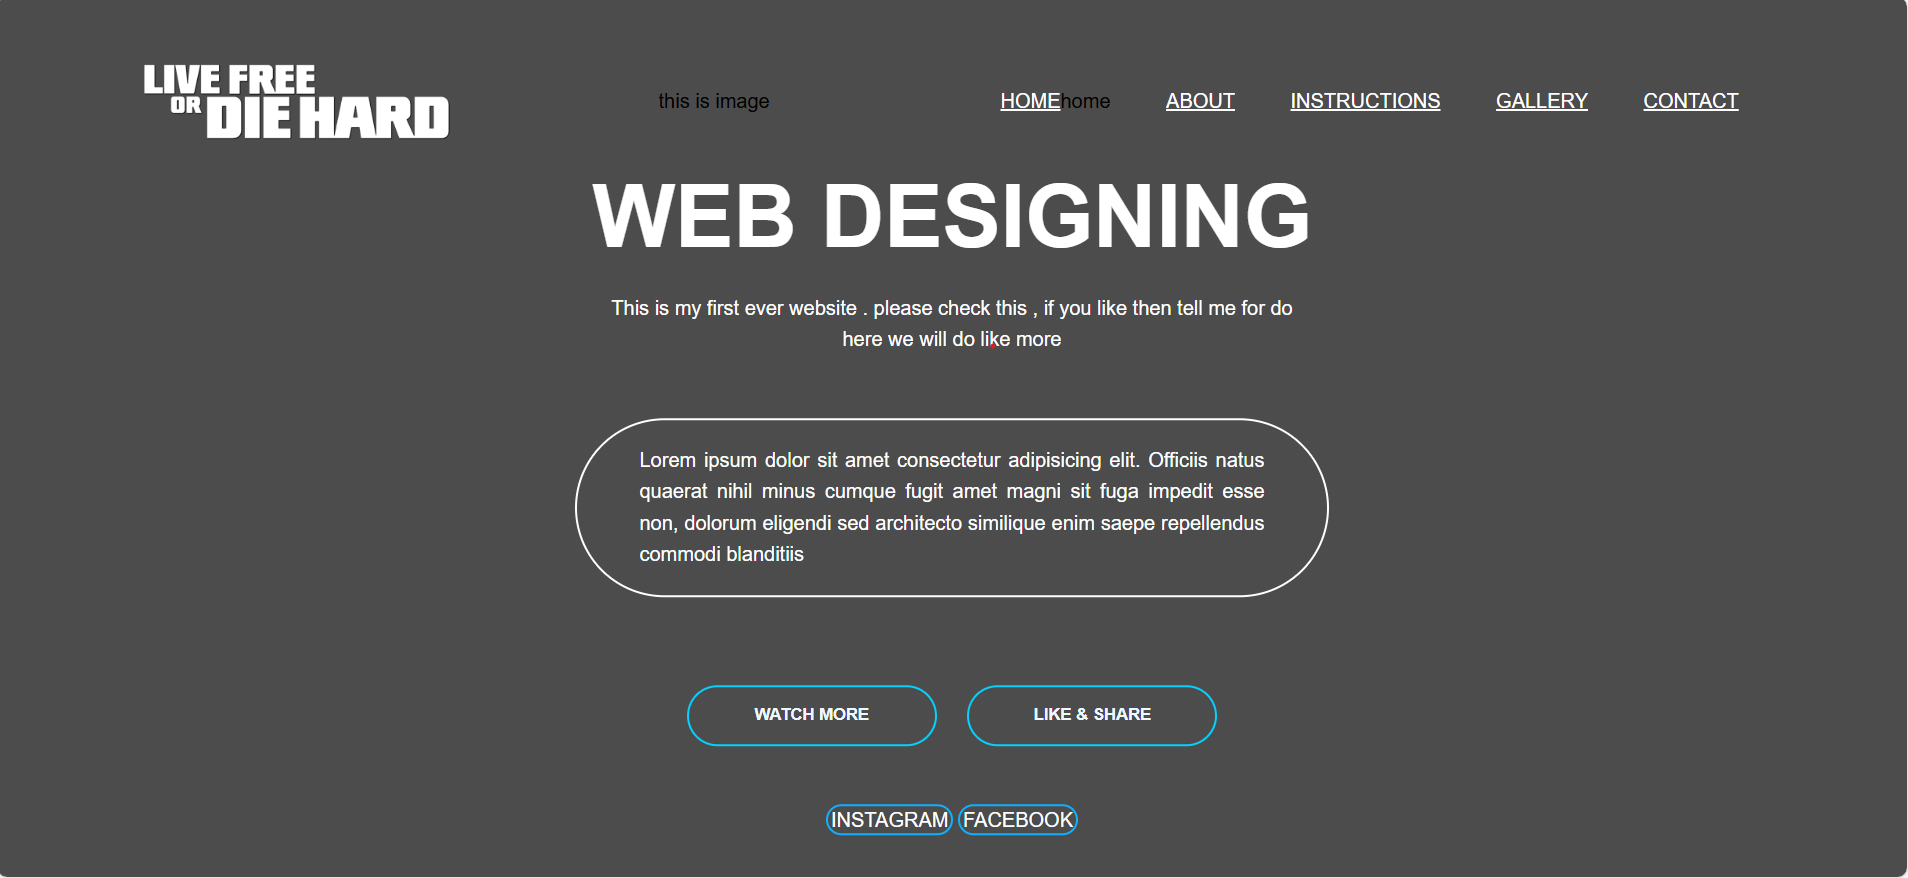 LIVE FREE
OR DIE HARD
this is image
HOMEhome ABOUT INSTRUCTIONS GALLERY CONTACT
WEB DESIGNING
This is my first ever website . please check this , if you like then tell me for do
here we will do like more
Lorem ipsum dolor sit amet consectetur adipisicing elit. Officiis natus
quaerat nihil minus cumque fugit amet magni sit fuga impedit esse
non, dolorum eligendi sed architecto similique enim saepe repellendus
commodi blanditiis
WATCH MORE
LIKE & SHARE
INSTAGRAM FACEBOOK